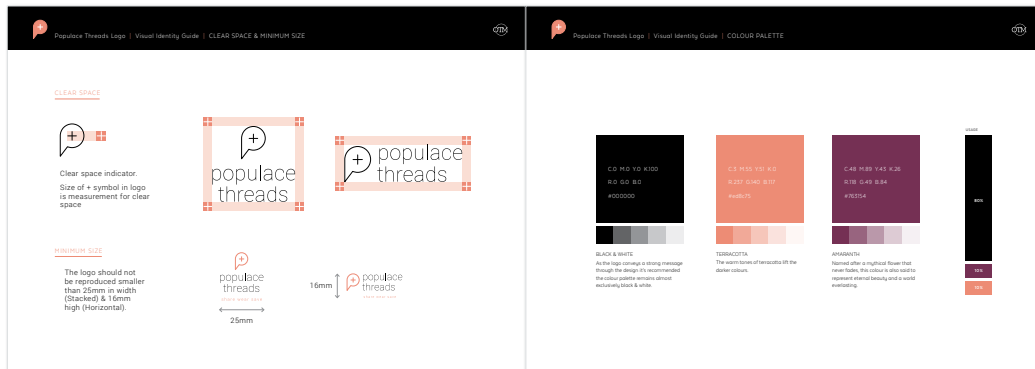 Populace Threads Logo | Visual Identity Guide | CLEAR SPACE & MINIMUM SIZE
OTM
CLEAR SPACE
Clear space indicator.
Size of + symbol in logo
is measurement for clear
space
populace
threads
populace
threads
MINIMUM SIZE
The logo should not
be reproduced smaller
than 25mm in width
(Stacked) & 16mm
high (Horizontal).
populace
threads
share wear care
25mm
16mm
populace
threads
share wear care
Populace Threads Logo | Visual Identity Guide | COLOUR PALETTE
OTM
C:0 M:0 Y:0 K:100
R:0 G:0 B:0
#000000
BLACK & WHITE
As the logo conveys a strong message
through the design it's recommended
the colour palette remains almost
exclusively black & white.
C:3 M:55 Y:51 K:0
R:237 G:140 B:117
#ed8c75
TERRACOTTA
The warm tones of terracotta lift the
darker colours.
C:48 M:89 Y:43 K:26
R:118 G:49 B:84
#763154
AMARANTH
Named after a mythical flower that
never fades, this colour is also said to
represent eternal beauty and a world
everlasting.
USAGE
80%
10%
10%